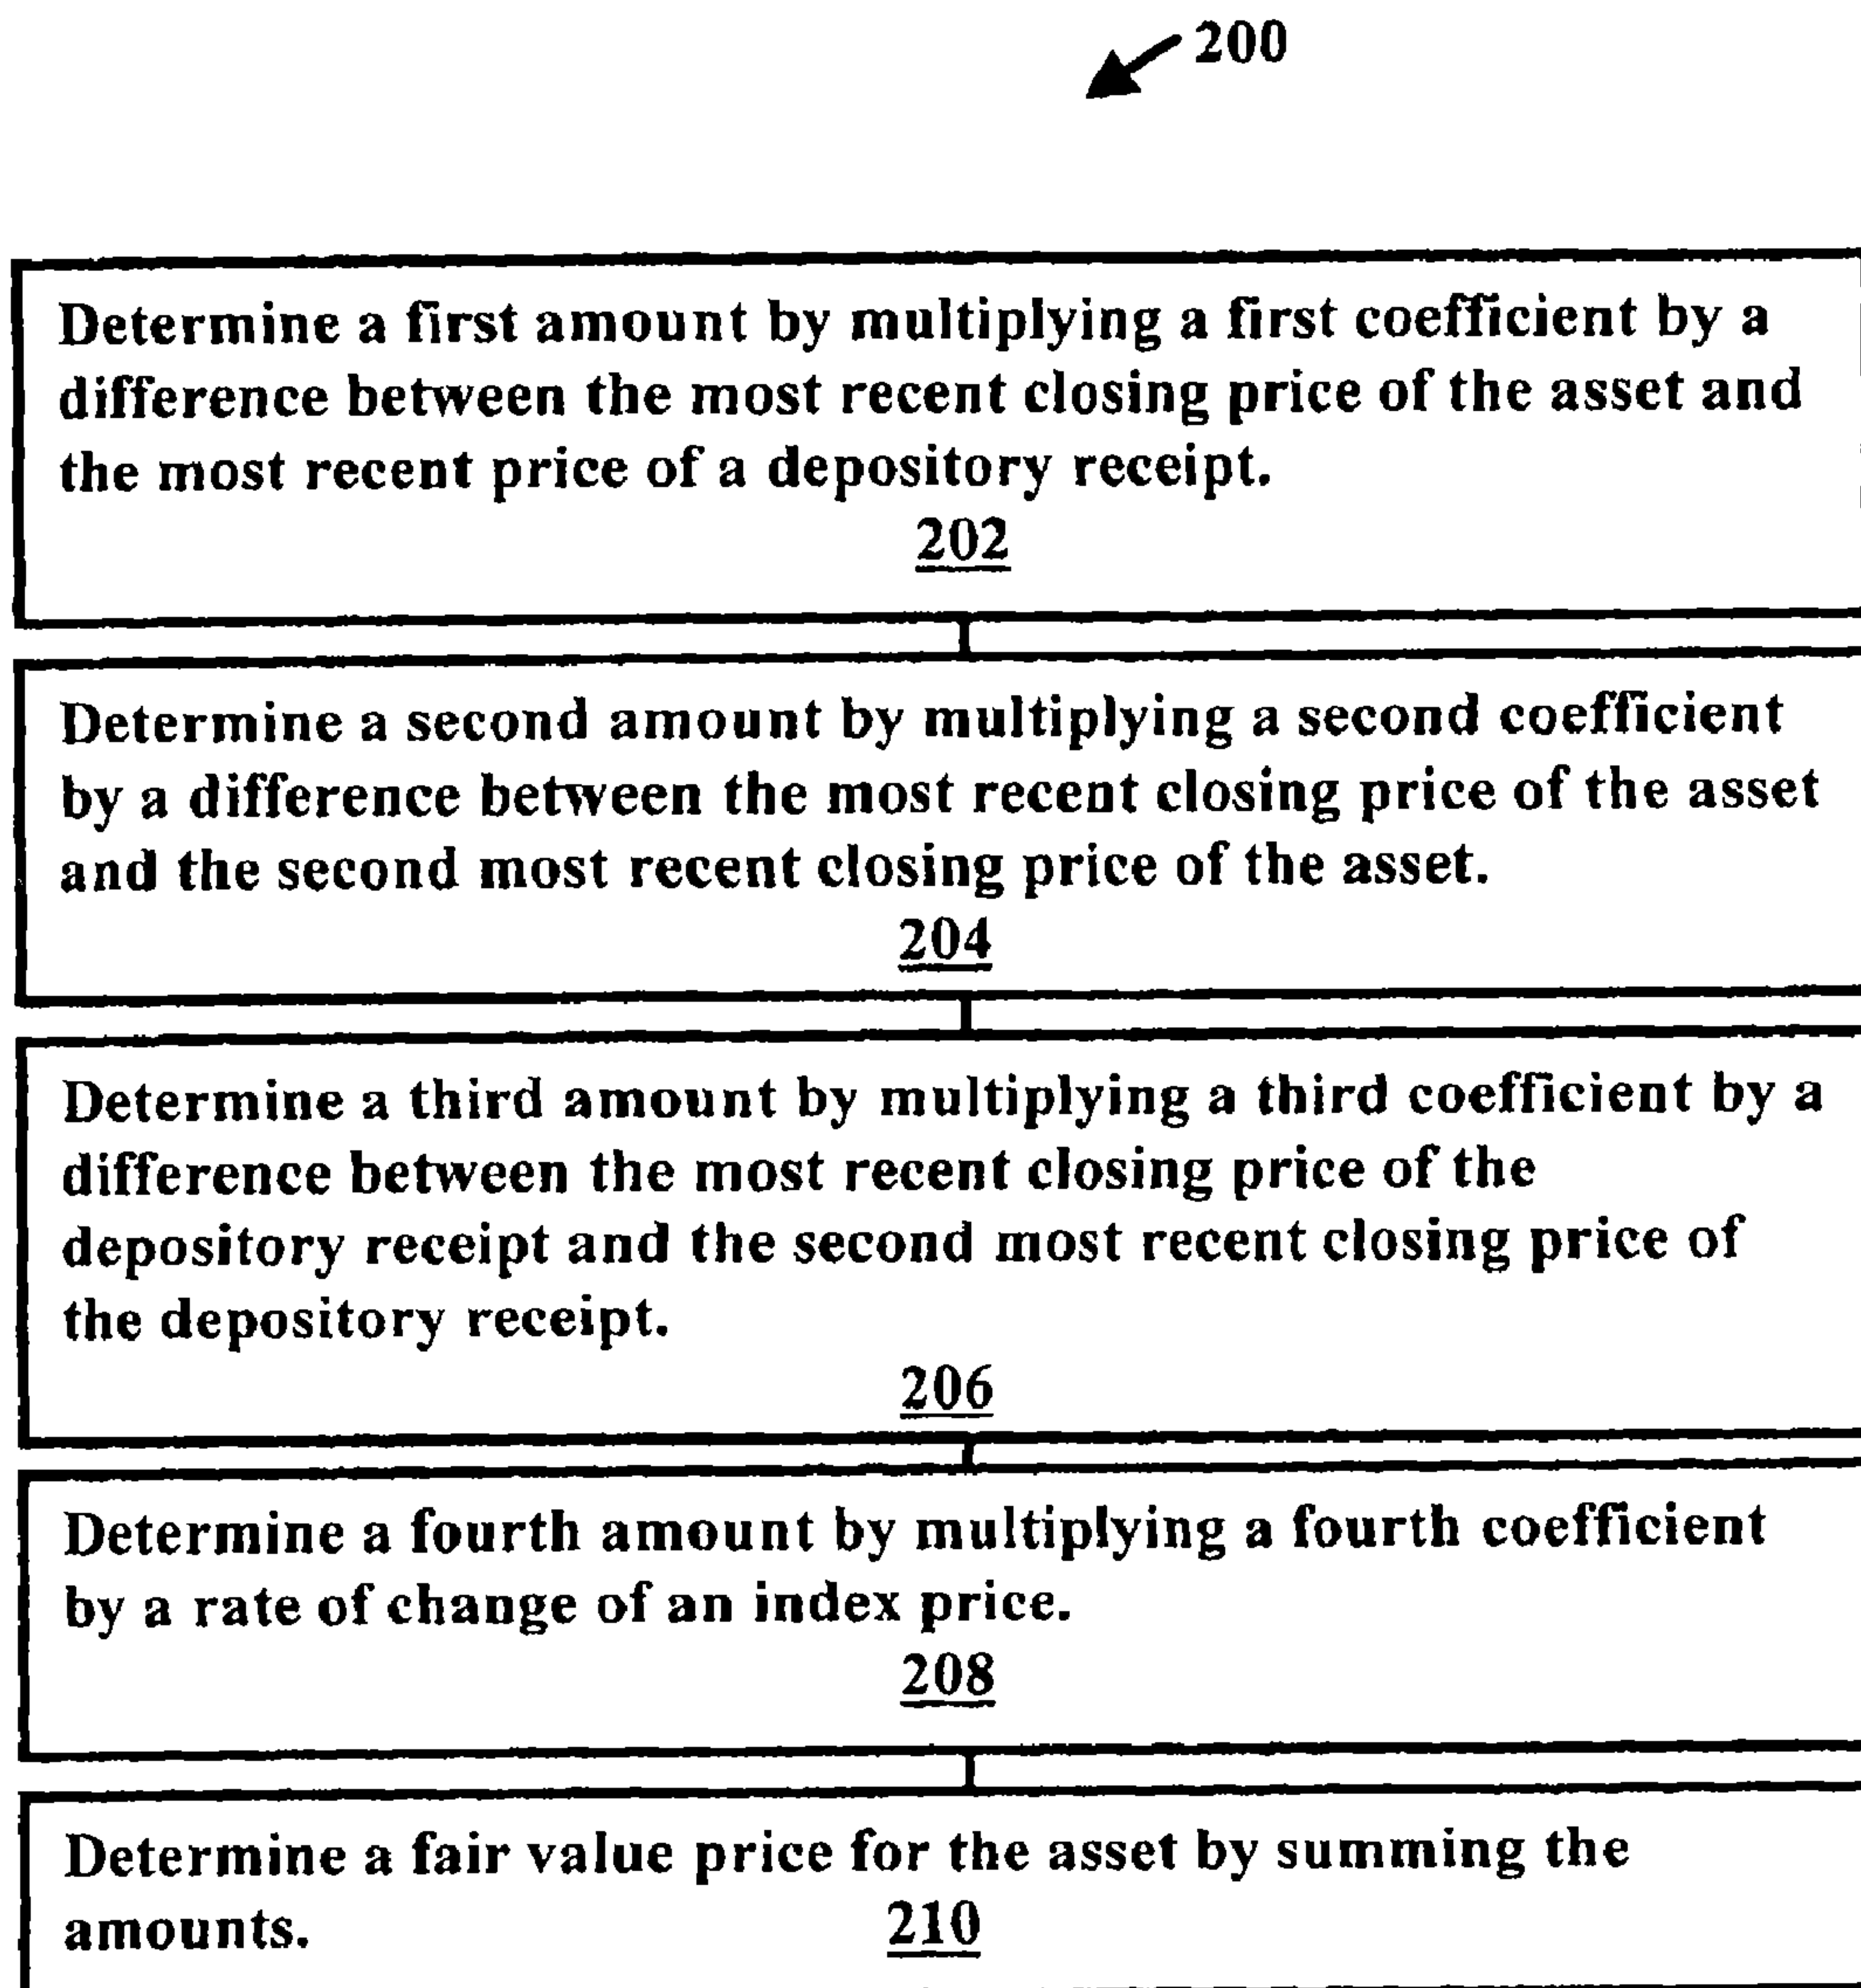 200
Determine a first amount by multiplying a first coefficient by a
difference between the most recent closing price of the asset and
the most recent price of a depository receipt.
202
Determine a second amount by multiplying a second coefficient
by a difference between the most recent closing price of the asset
and the second most recent closing price of the asset.
204
Determine a third amount by multiplying a third coefficient by a
difference between the most recent closing price of the
depository receipt and the second most recent closing price of
the depository receipt.
206
Determine a fourth amount by multiplying a fourth coefficient
by a rate of change of an index price.
208
Determine a fair value price for the asset by summing the
amounts. 210